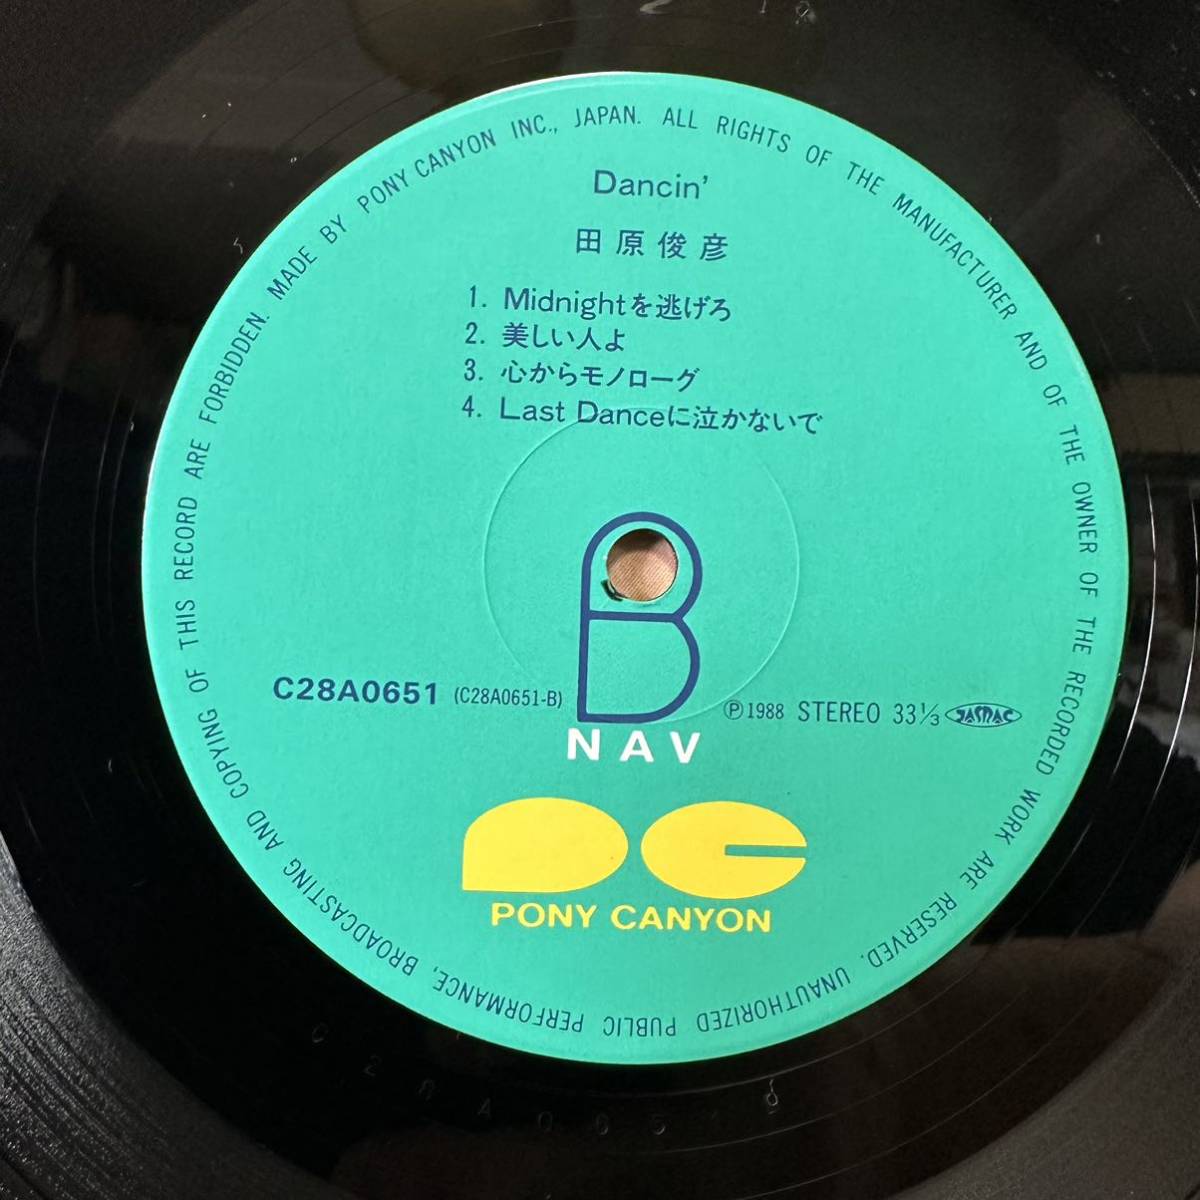 MADE BY PONY CANYON INC., JAPAN. ALL RIGHTS OF THE MANUFACTURER AND OF THE OWNER OF THE RECORDED WORK ARE RESERVED. UNAUTHORIZED PUBLIC PERFORMANCE, BROADCASTING AND COPYING OF THIS RECORD ARE FORBIDDEN.
Dancin'
田原俊彦
1. Midnightを逃げろ
2. 美しい人よ
3. 心からモノローグ
4. Last Danceに泣かないで
B
C28A0651 (C28A0651-B)
Ⓟ1988 STEREO 33⅓ JASRAC
NAV
PC
PONY CANYON